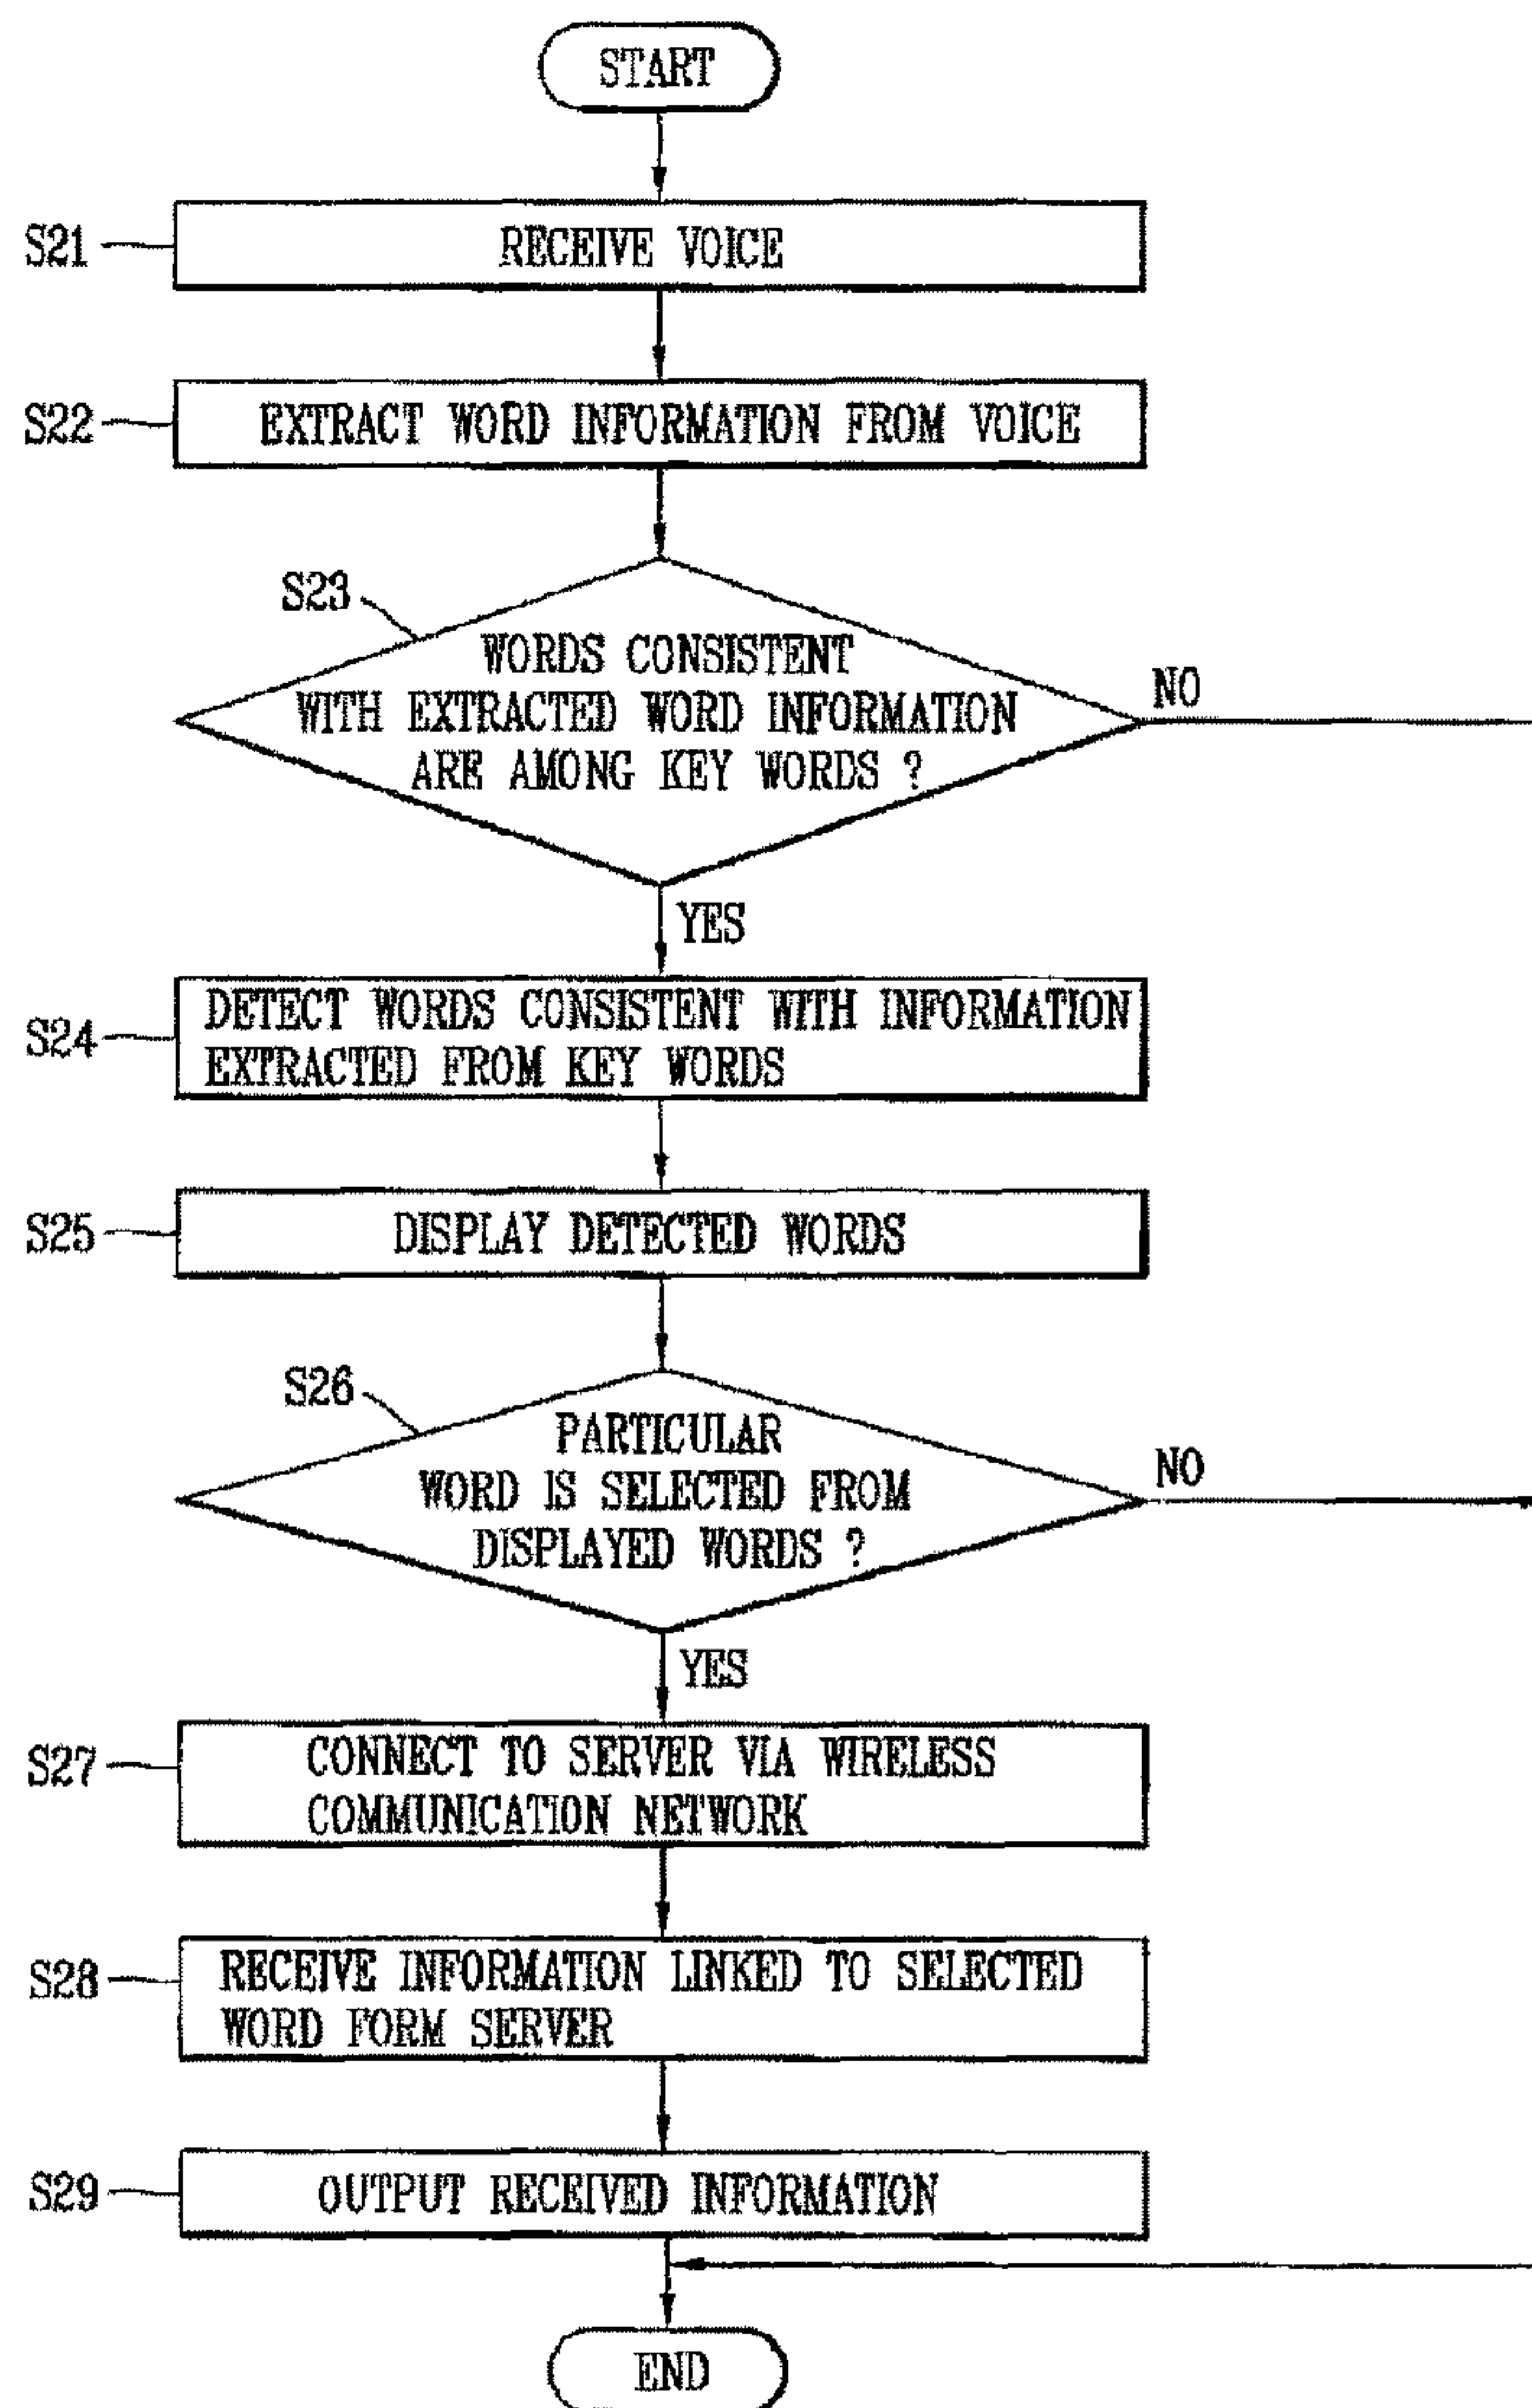 START
S21
RECEIVE VOICE
S22
EXTRACT WORD INFORMATION FROM VOICE
S23
WORDS CONSISTENT
WITH EXTRACTED WORD INFORMATION
ARE AMONG KEY WORDS ?
NO
YES
S24
DETECT WORDS CONSISTENT WITH INFORMATION
EXTRACTED FROM KEY WORDS
S25
DISPLAY DETECTED WORDS
S26
PARTICULAR
WORD IS SELECTED FROM
DISPLAYED WORDS ?
NO
YES
S27
CONNECT TO SERVER VIA WIRELESS
COMMUNICATION NETWORK
S28
RECEIVE INFORMATION LINKED TO SELECTED
WORD FORM SERVER
S29
OUTPUT RECEIVED INFORMATION
END